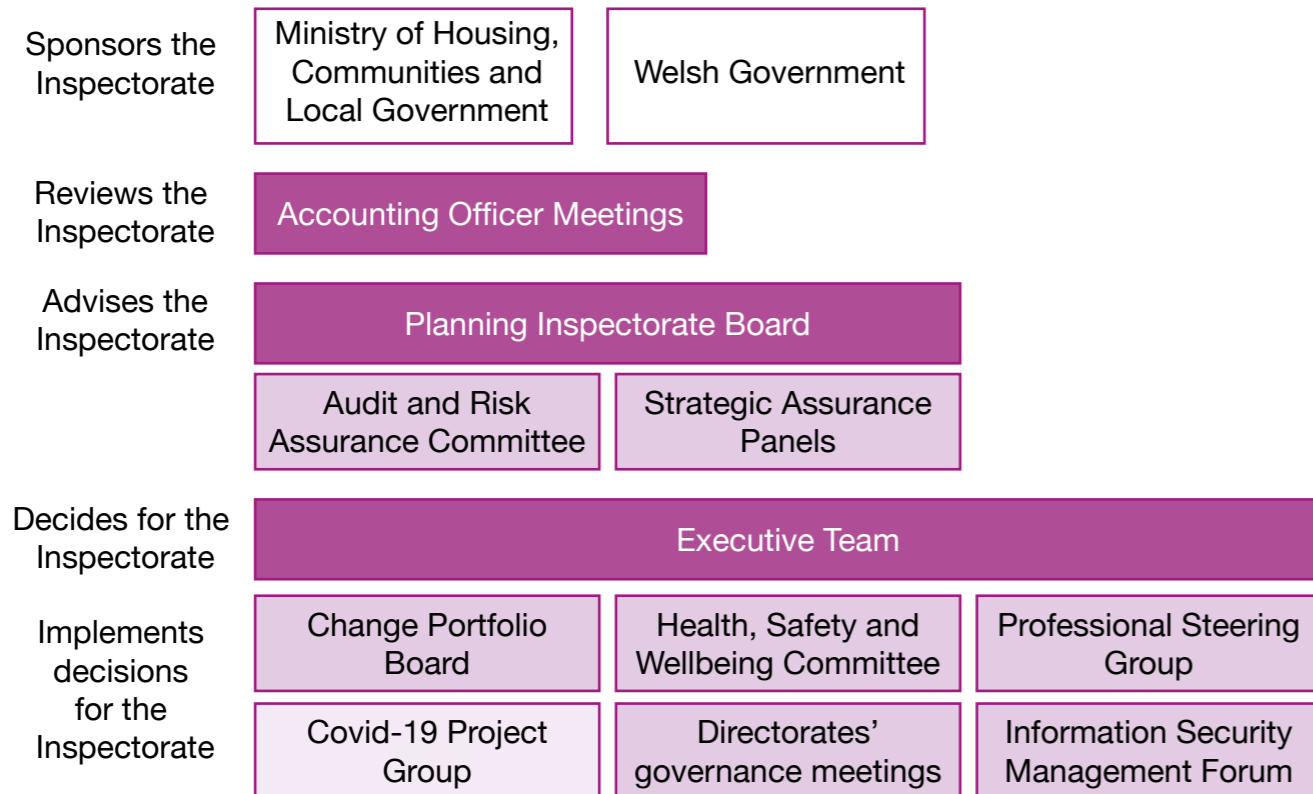 Sponsors the
Inspectorate
Ministry of Housing,
Communities and
Local Government
Welsh Government
Reviews the
Inspectorate
Accounting Officer Meetings
Advises the
Inspectorate
Planning Inspectorate Board
Audit and Risk
Assurance Committee
Strategic Assurance
Panels
Decides for the
Inspectorate
Executive Team
Implements
decisions
for the
Inspectorate
Change Portfolio
Board
Health, Safety and
Wellbeing Committee
Professional Steering
Group
Covid-19 Project
Group
Directorates’
governance meetings
Information Security
Management Forum